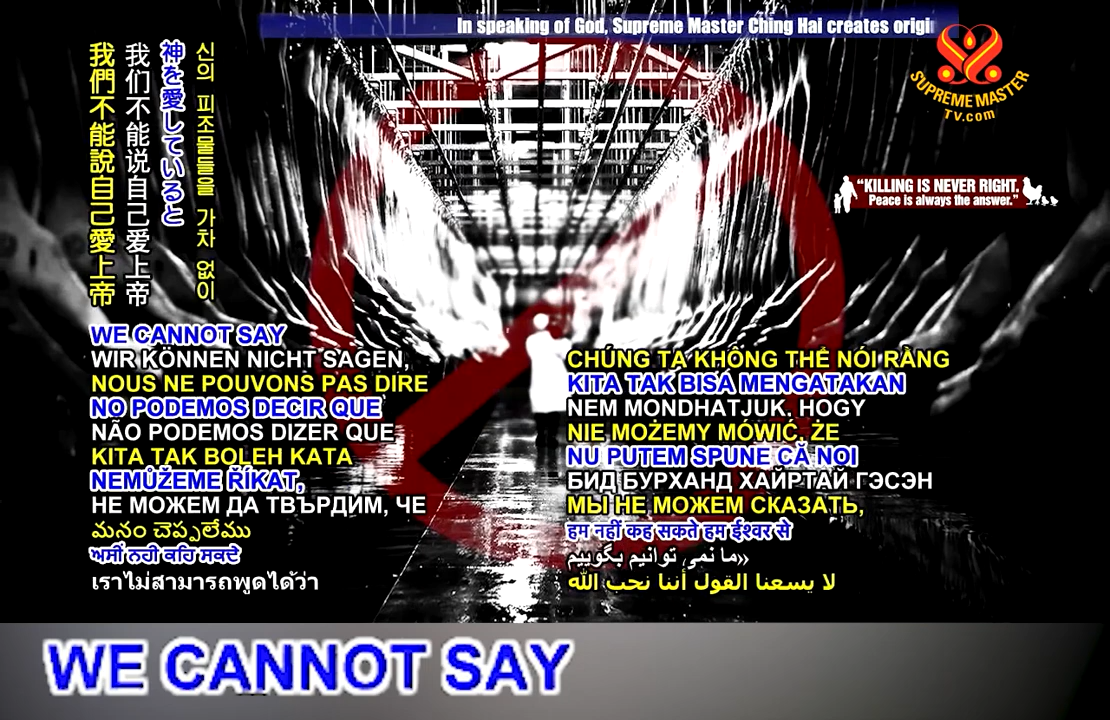 In speaking of God, Supreme Master Ching Hai creates
SUPREME MASTER
TV.com
"KILLING IS NEVER RIGHT.
Peace is always the answer."
我們不能說自己愛上帝
我们不能说自己爱上帝
神を愛していると
신의 피조물들을 가차 없이
WE CANNOT SAY
WIR KÖNNEN NICHT SAGEN,
NOUS NE POUVONS PAS DIRE
NO PODEMOS DECIR QUE
NÃO PODEMOS DIZER QUE
KITA TAK BOLEH KATA
NEMŮŽEME ŘÍKAT,
НЕ МОЖЕМ ДА ТВЪРДИМ, ЧЕ
మనం చెప్పలేము
ਅਸੀਂ ਨਹੀ ਕਹਿ ਸਕਦੇ
เราไม่สามารถพูดได้ว่า
CHÚNG TA KHÔNG THỂ NÓI RẰNG
KITA TAK BISA MENGATAKAN
NEM MONDHATJUK, HOGY
NIE MOŻEMY MÓWIĆ, ŻE
NU PUTEM SPUNE CĂ NOI
БИД БУРХАНД ХАЙРТАЙ ГЭСЭН
МЫ НЕ МОЖЕМ СКАЗАТЬ,
हम नहीं कह सकते हम ईश्वर से
«ما نمی توانیم بگوییم
لا يسعنا القول أننا نحب الله
WE CANNOT SAY